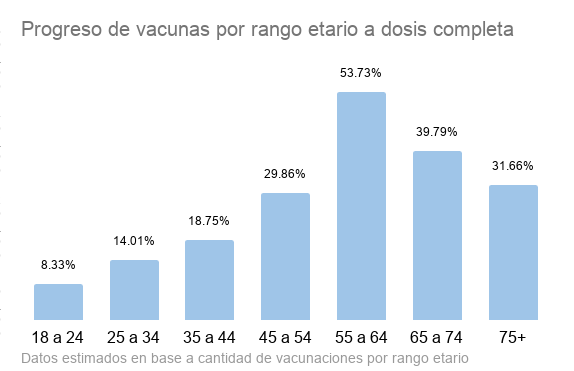 Progreso de vacunas por rango etario a dosis completa
53.73%
39.79%
31.66%
29.86%
18.75%
14.01%
8.33%
18 a 24 25 a 34 35 a 44 45 a 54 55 a 64 65 a 74 75+
Datos estimados en base a cantidad de vacunaciones por rango etario